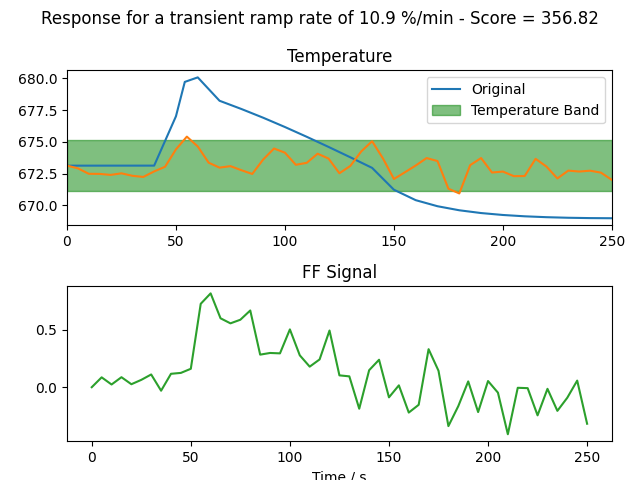 Response for a transient ramp rate of 10.9 %/min - Score = 356.82
Temperature
680.0
677.5
675.0
672.5
670.0
Original
Temperature Band
0 50 100 150 200 250
FF Signal
0.5
0.0
0 50 100 150 200 250
Time / s